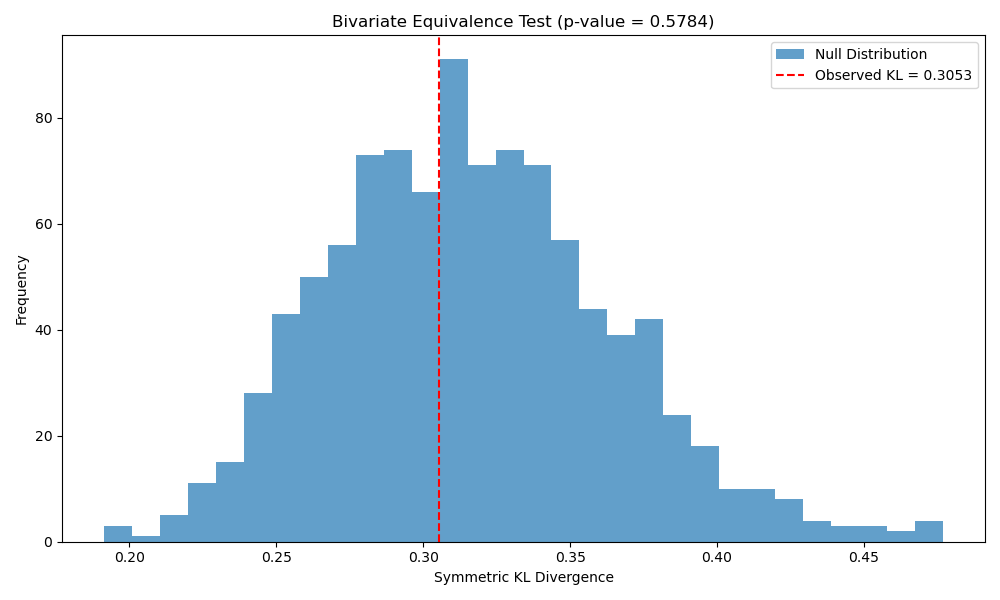 Bivariate Equivalence Test (p-value = 0.5784)
Null Distribution
Observed KL = 0.3053
Frequency
80
60
40
20
0
0.20 0.25 0.30 0.35 0.40 0.45
Symmetric KL Divergence